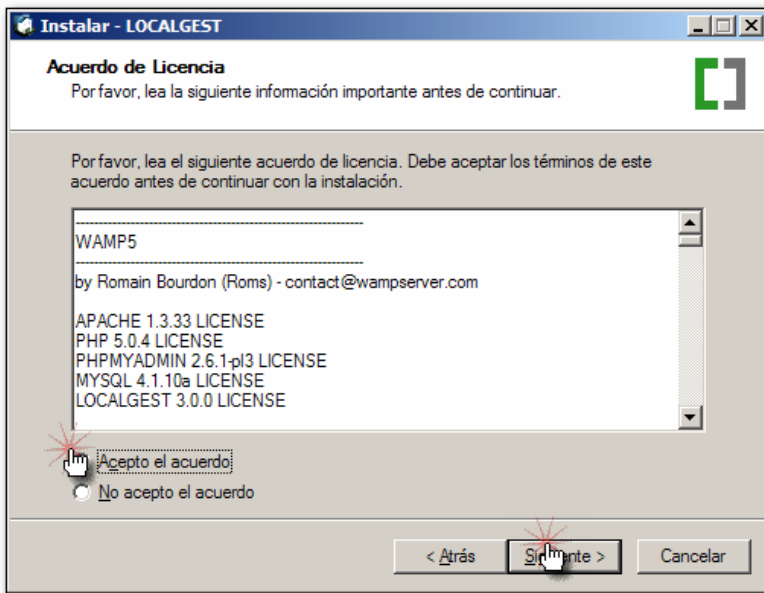 Instalar - LOCALGEST
Acuerdo de Licencia
Por favor, lea la siguiente información importante antes de continuar.
Por favor, lea el siguiente acuerdo de licencia. Debe aceptar los términos de este
acuerdo antes de continuar con la instalación.
------------------------------------------------------------
WAMP5
------------------------------------------------------------
by Romain Bourdon (Roms) - contact@wampserver.com
APACHE 1.3.33 LICENSE
PHP 5.0.4 LICENSE
PHPMYADMIN 2.6.1-pl3 LICENSE
MYSQL 4.1.10a LICENSE
LOCALGEST 3.0.0 LICENSE
Acepto el acuerdo
No acepto el acuerdo
< Atrás Siguiente > Cancelar